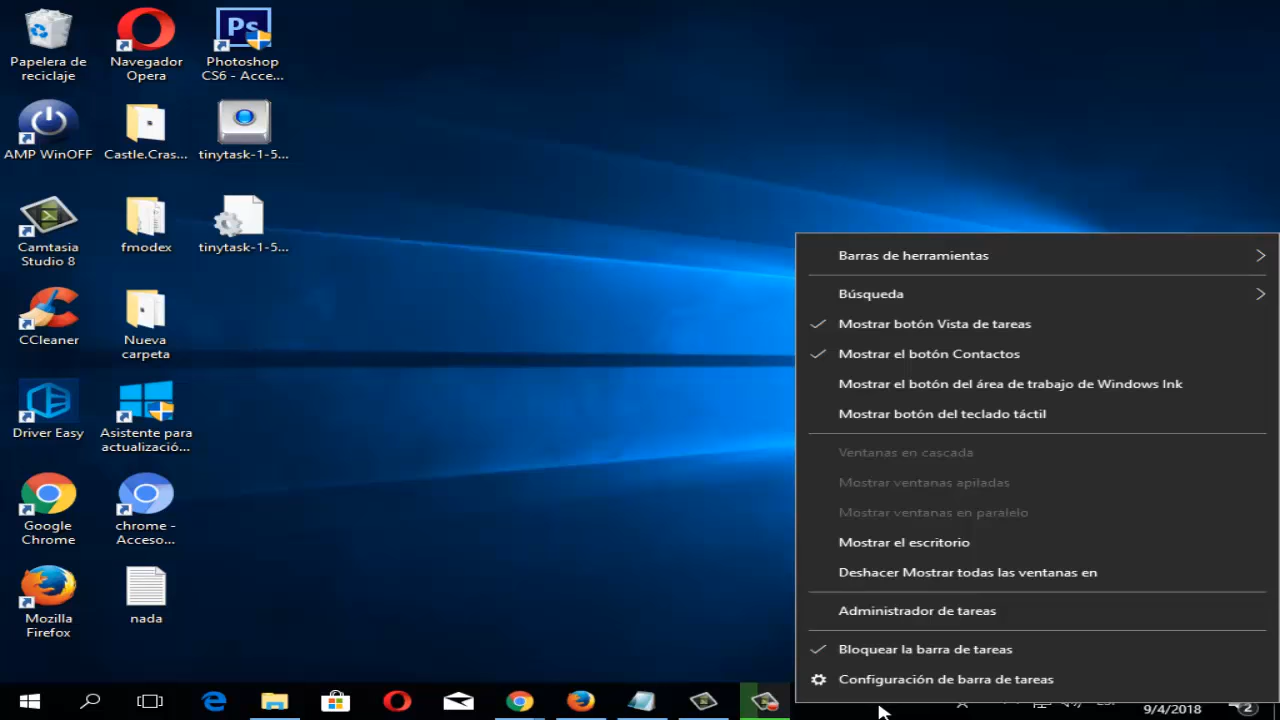 Papelera de
reciclaje
Navegador
Opera
Ps
Photoshop
CS6 - Acce...
AMP WinOFF
Castle.Cras...
tinytask-1-5...
Camtasia
Studio 8
fmodex
tinytask-1-5...
CCleaner
Nueva
carpeta
Driver Easy
Asistente para
actualizació...
Google
Chrome
chrome -
Acceso...
Mozilla
Firefox
nada
Barras de herramientas
Búsqueda
Mostrar botón Vista de tareas
Mostrar el botón Contactos
Mostrar el botón del área de trabajo de Windows Ink
Mostrar botón del teclado táctil
Ventanas en cascada
Mostrar ventanas apiladas
Mostrar ventanas en paralelo
Mostrar el escritorio
Deshacer Mostrar todas las ventanas en
Administrador de tareas
Bloquear la barra de tareas
Configuración de barra de tareas
9/4/2018
2